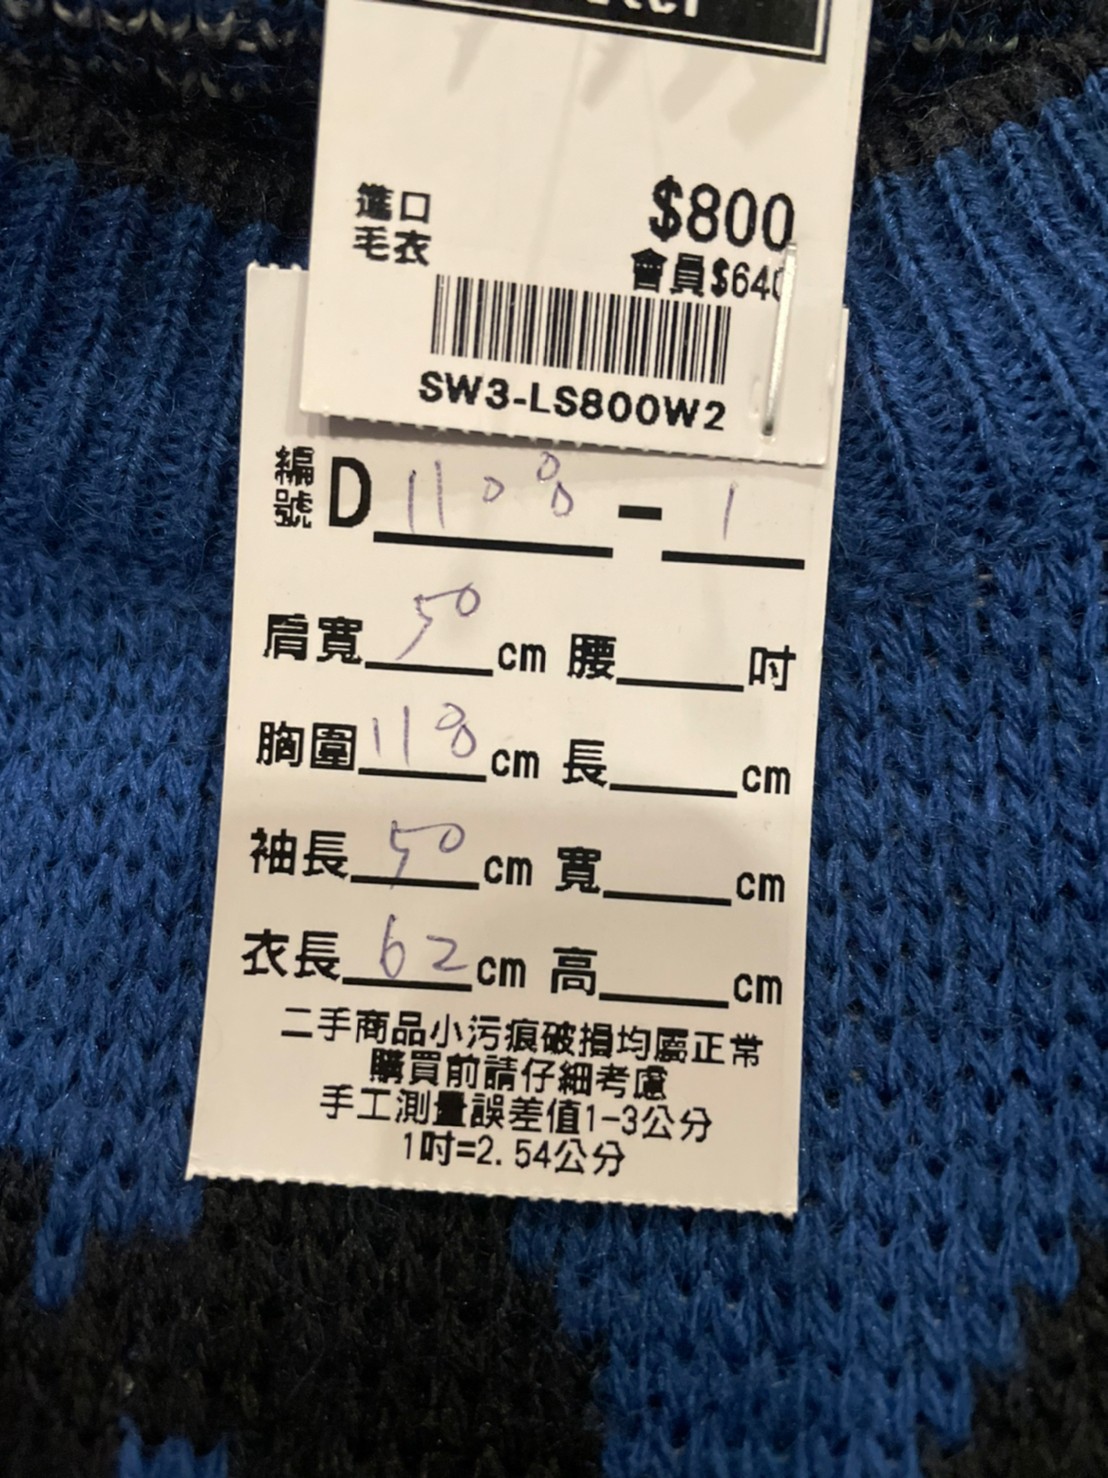 進口
毛衣
$800
會員$640
SW3-LS800W2
編號 D 1108 - 1
肩寬 50 cm 腰 吋
胸圍 118 cm 長 cm
袖長 50 cm 寬 cm
衣長 62 cm 高 cm
二手商品小污痕破損均屬正常
購買前請仔細考慮
手工測量誤差值1-3公分
1吋=2.54公分